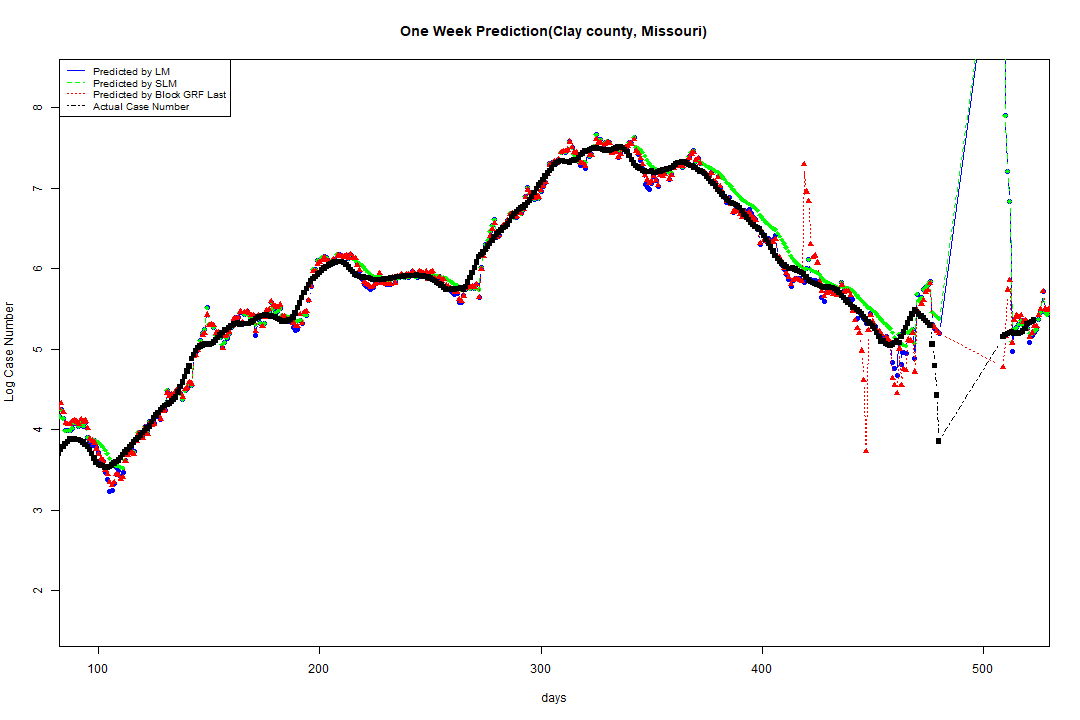 One Week Prediction(Clay county, Missouri)
Predicted by LM
Predicted by SLM
Predicted by Block GRF Last
Actual Case Number
Log Case Number
8
7
6
5
4
3
2
100 200 300 400 500
days